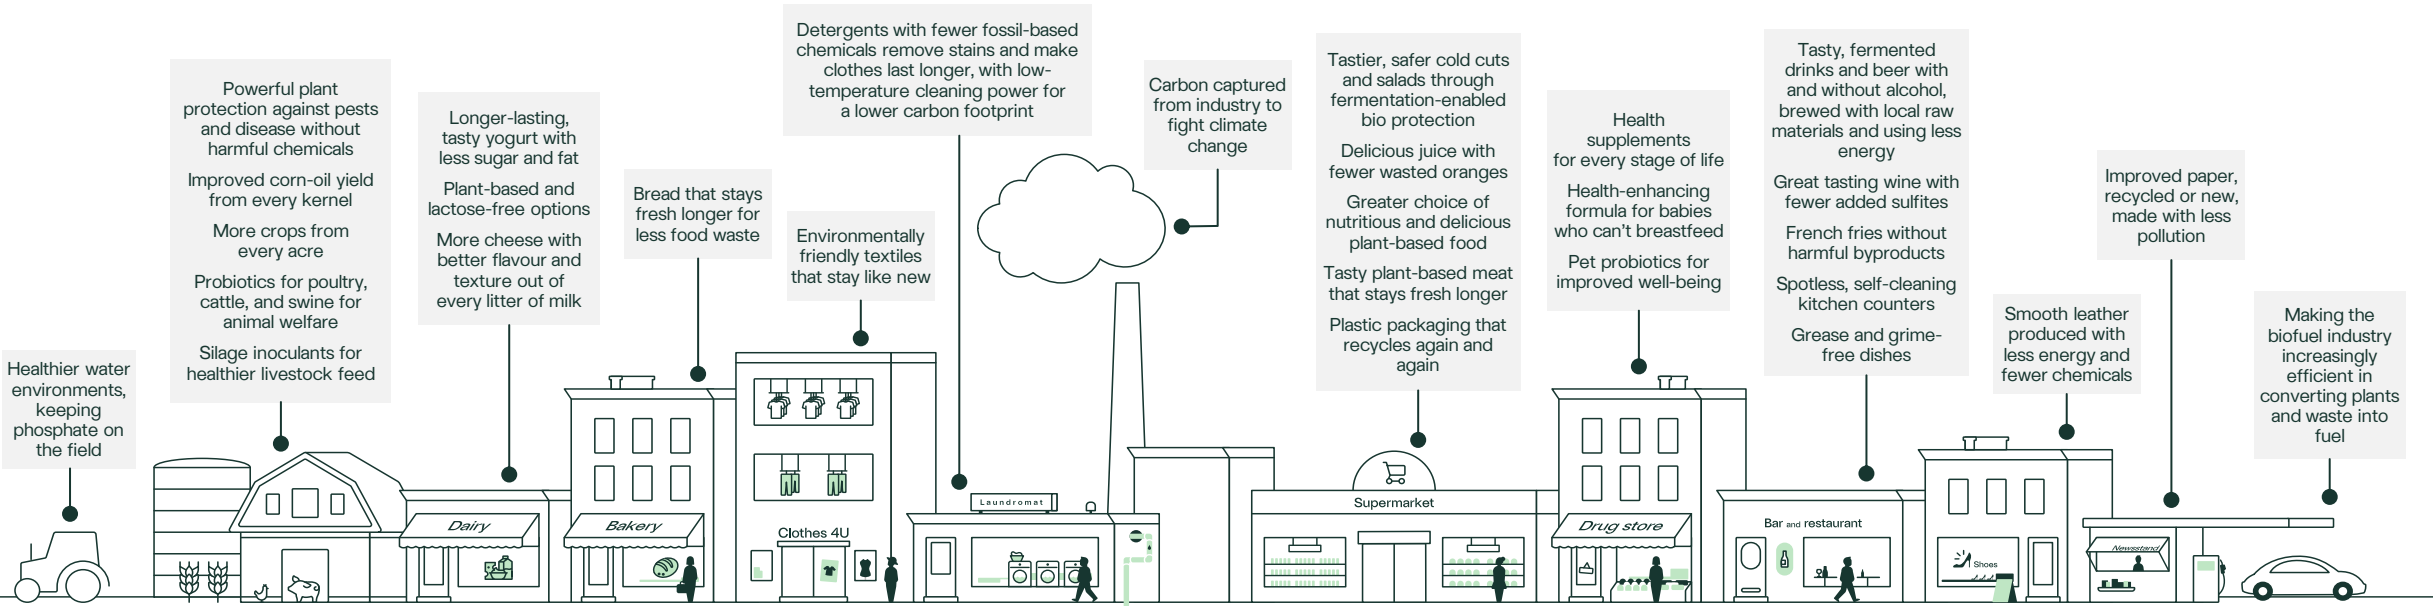 Healthier water
environments,
keeping
phosphate on
the field
Powerful plant
protection against pests
and disease without
harmful chemicals
Improved corn-oil yield
from every kernel
More crops from
every acre
Probiotics for poultry,
cattle, and swine for
animal welfare
Silage inoculants for
healthier livestock feed
Longer-lasting,
tasty yogurt with
less sugar and fat
Plant-based and
lactose-free options
More cheese with
better flavour and
texture out of
every litter of milk
Bread that stays
fresh longer for
less food waste
Environmentally
friendly textiles
that stay like new
Detergents with fewer fossil-based
chemicals remove stains and make
clothes last longer, with low-
temperature cleaning power for
a lower carbon footprint
Carbon captured
from industry to
fight climate
change
Tastier, safer cold cuts
and salads through
fermentation-enabled
bio protection
Delicious juice with
fewer wasted oranges
Greater choice of
nutritious and delicious
plant-based food
Tasty plant-based meat
that stays fresh longer
Plastic packaging that
recycles again and
again
Health
supplements
for every stage of life
Health-enhancing
formula for babies
who can't breastfeed
Pet probiotics for
improved well-being
Tasty, fermented
drinks and beer with
and without alcohol,
brewed with local raw
materials and using less
energy
Great tasting wine with
fewer added sulfites
French fries without
harmful byproducts
Spotless, self-cleaning
kitchen counters
Grease and grime-
free dishes
Smooth leather
produced with
less energy and
fewer chemicals
Improved paper,
recycled or new,
made with less
pollution
Making the
biofuel industry
increasingly
efficient in
converting plants
and waste into
fuel
Dairy
Bakery
Clothes 4U
Laundromat
Supermarket
Drug store
Bar and restaurant
Shoes
Newsstand